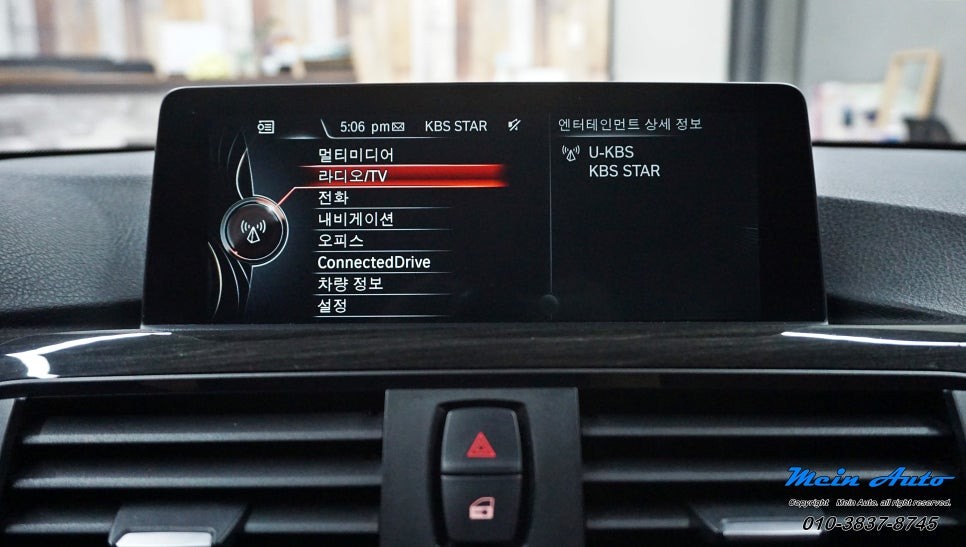 5:06 pm KBS STAR
멀티미디어
라디오/TV
전화
내비게이션
오피스
ConnectedDrive
차량 정보
설정
엔터테인먼트 상세 정보
U-KBS
KBS STAR
Mein Auto
Copyright Mein Auto. all right reserved.
010-3837-8745